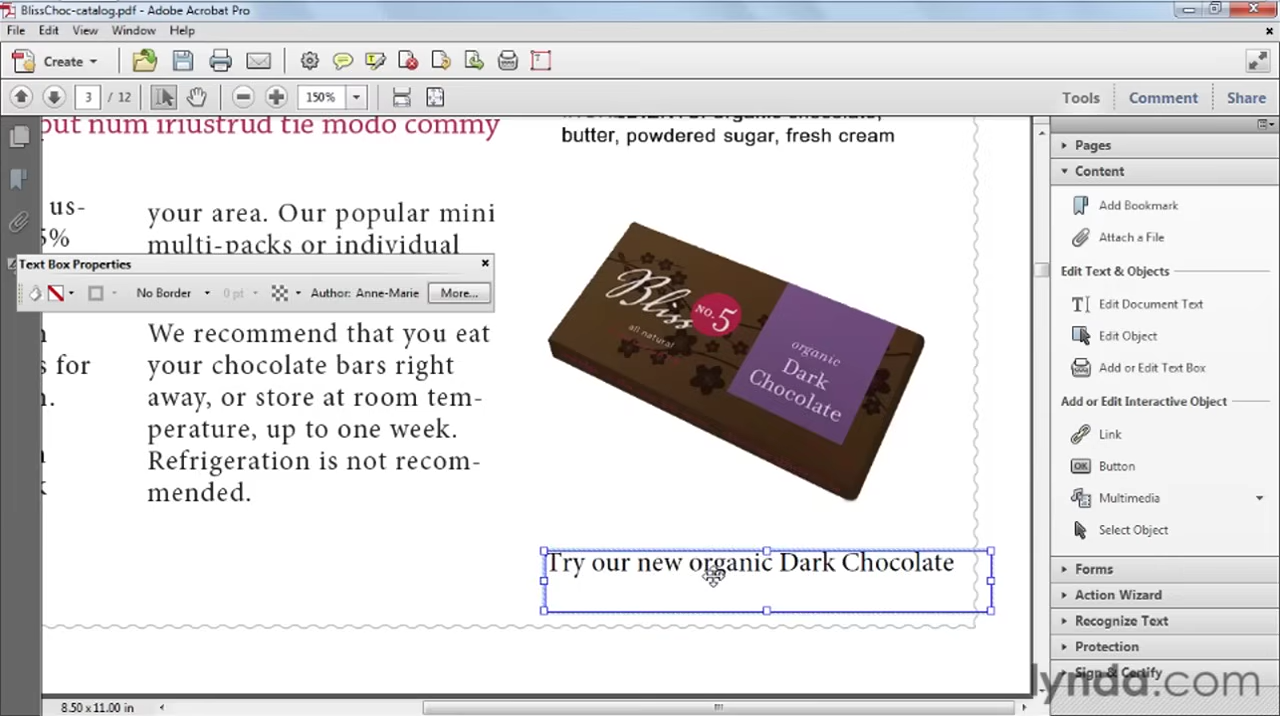 BlissChoc-catalog.pdf - Adobe Acrobat Pro
File Edit View Window Help
Create
3 / 12 150% Tools Comment Share
put num iriustrud tie modo commy
butter, powdered sugar, fresh cream
us-
5%
s for
your area. Our popular mini
multi-packs or individual
Text Box Properties
No Border 0 pt Author: Anne-Marie More...
We recommend that you eat
your chocolate bars right
away, or store at room tem-
perature, up to one week.
Refrigeration is not recom-
mended.
Bliss
NO. 5
all natural
organic
Dark
Chocolate
Try our new organic Dark Chocolate
Pages
Content
Add Bookmark
Attach a File
Edit Text & Objects
Edit Document Text
Edit Object
Add or Edit Text Box
Add or Edit Interactive Object
Link
OK Button
Multimedia
Select Object
Forms
Action Wizard
Recognize Text
Protection
Sign & Certify
lynda.com
8.50 x 11.00 in